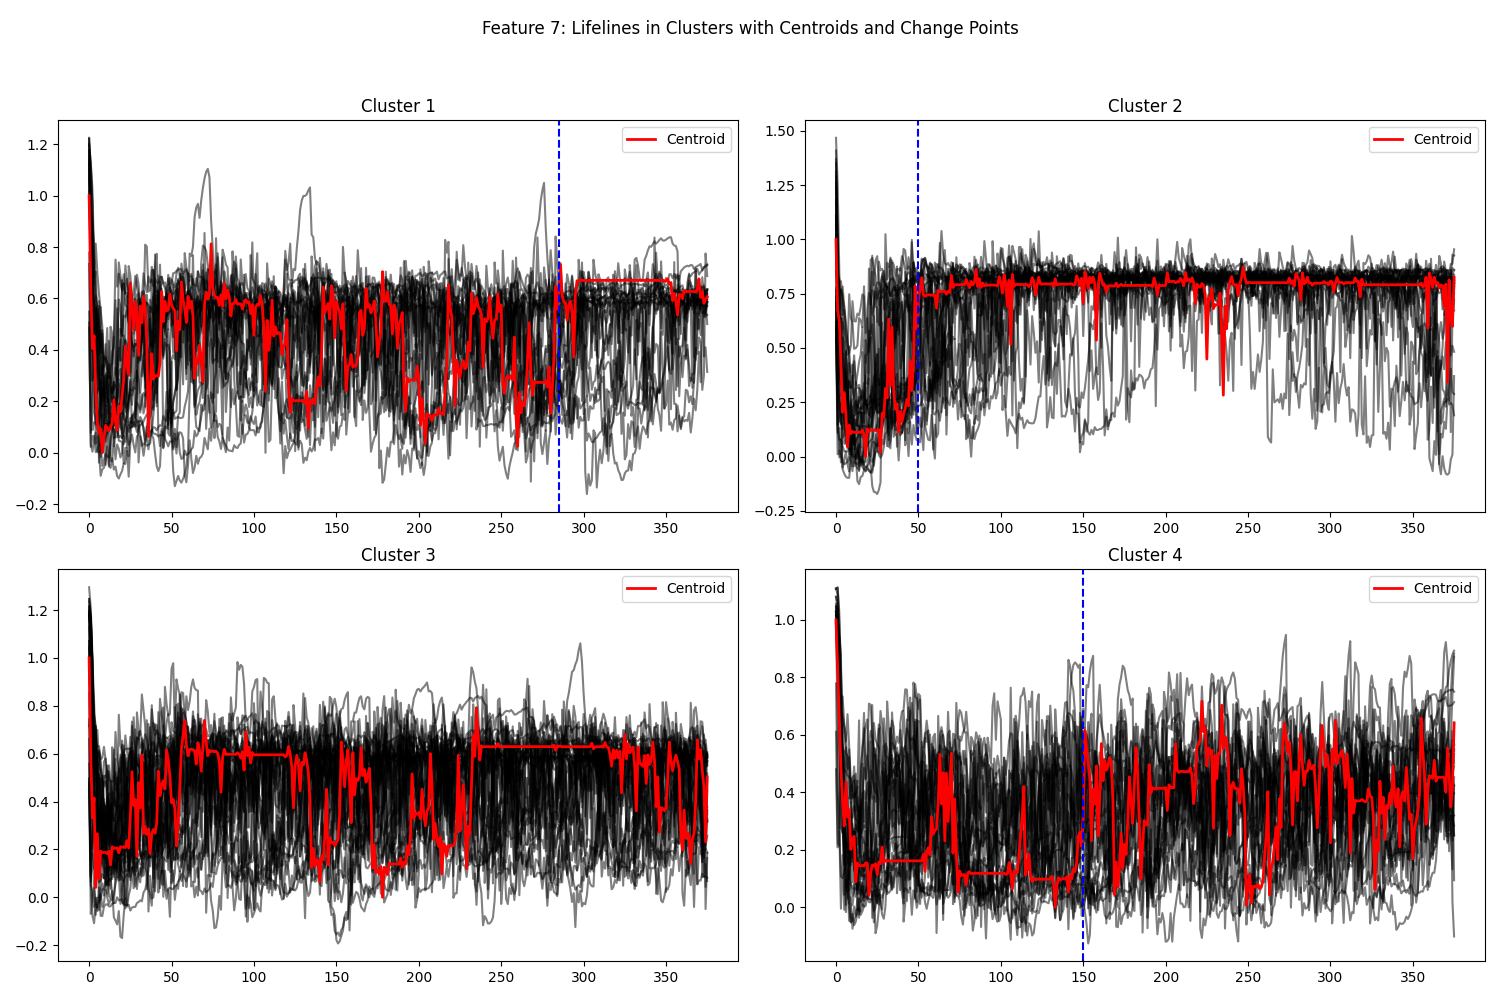 Feature 7: Lifelines in Clusters with Centroids and Change Points
Cluster 1
Centroid
1.2
1.0
0.8
0.6
0.4
0.2
0.0
−0.2
0 50 100 150 200 250 300 350
Cluster 2
Centroid
1.50
1.25
1.00
0.75
0.50
0.25
0.00
−0.25
0 50 100 150 200 250 300 350
Cluster 3
Centroid
1.2
1.0
0.8
0.6
0.4
0.2
0.0
−0.2
0 50 100 150 200 250 300 350
Cluster 4
Centroid
1.0
0.8
0.6
0.4
0.2
0.0
0 50 100 150 200 250 300 350